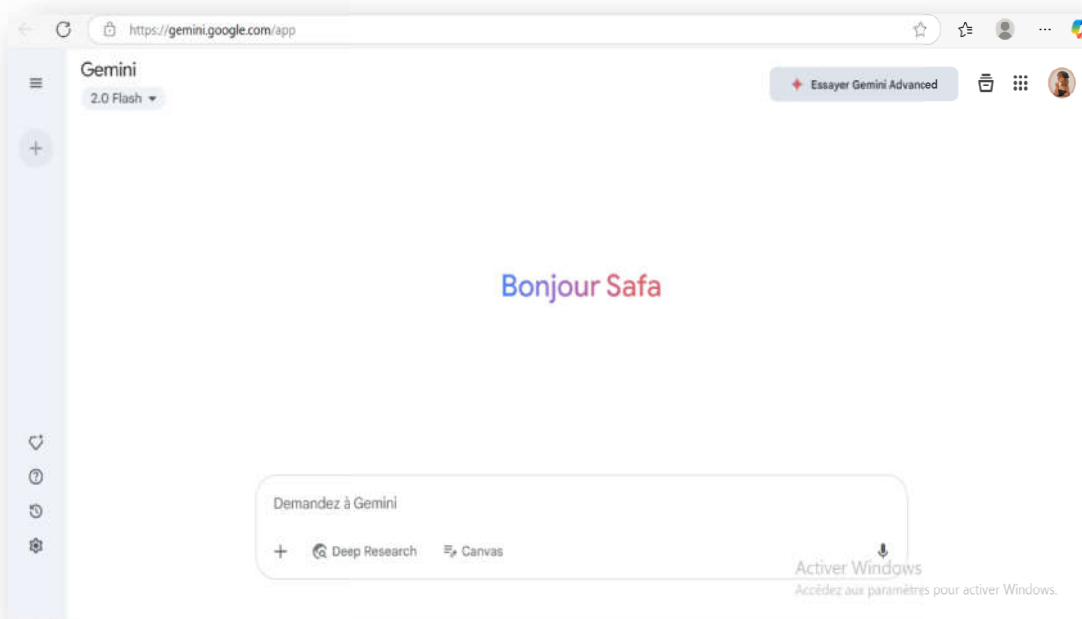 https://gemini.google.com/app
Gemini
2.0 Flash
Essayer Gemini Advanced
Bonjour Safa
Demandez à Gemini
Deep Research
Canvas
Activer Windows
Accédez aux paramètres pour activer Windows.